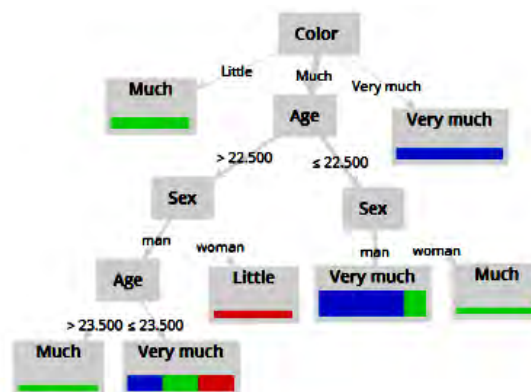 Color
Little
Much
Very much
Much
Age
Very much
> 22.500
≤ 22.500
Sex
Sex
man
woman
man
woman
Age
Little
Very much
Much
> 23.500
≤ 23.500
Much
Very much